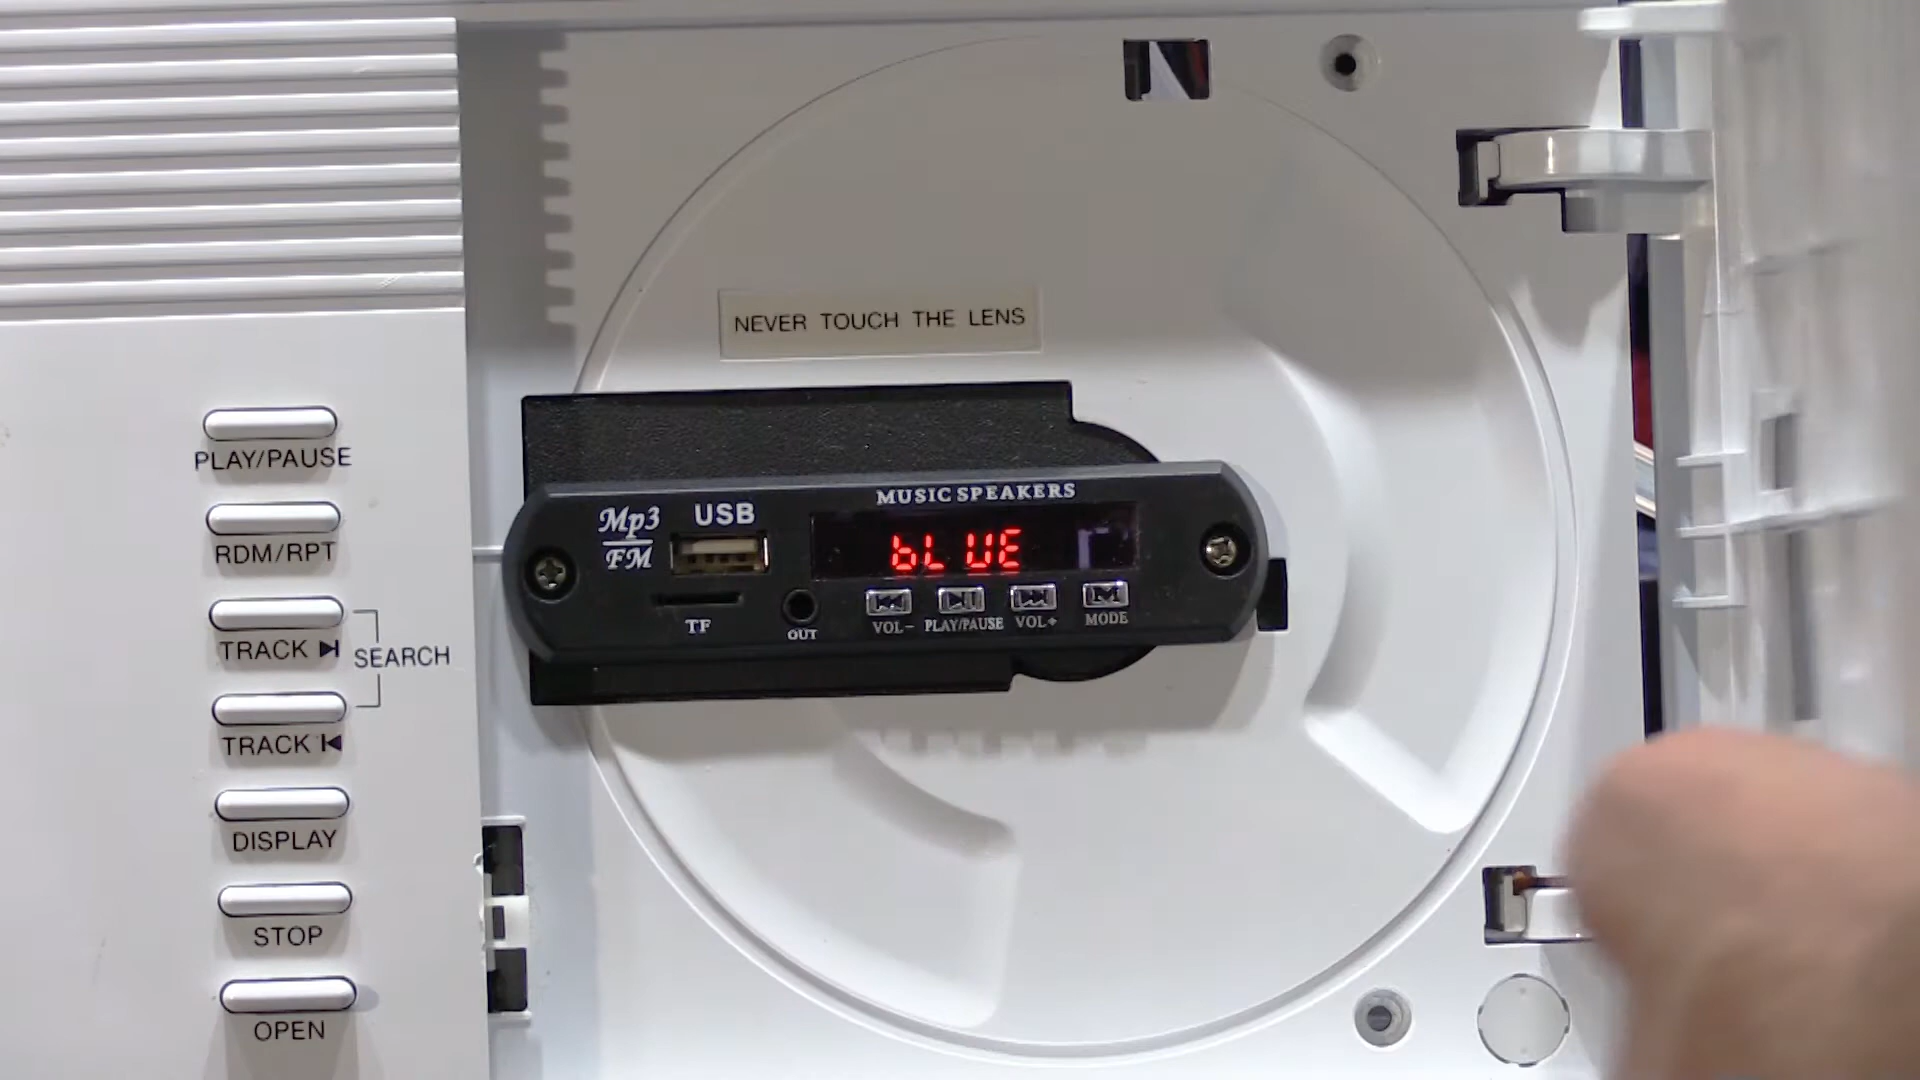 NEVER TOUCH THE LENS
MUSIC SPEAKERS
Mp3
FM
USB
bLUE
TF
OUT
VOL-
PLAY/PAUSE
VOL+
M
MODE
PLAY/PAUSE
RDM/RPT
TRACK
SEARCH
TRACK
DISPLAY
STOP
OPEN